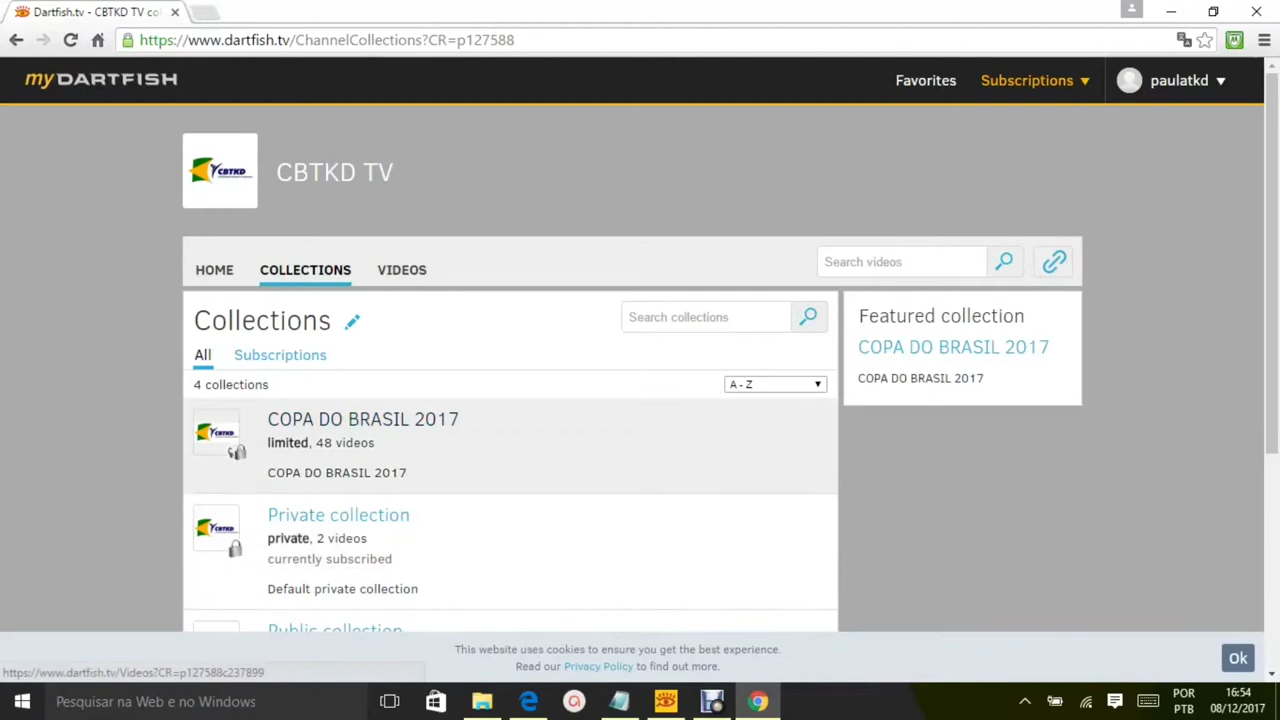 Dartfish.tv - CBTKD TV co
https://www.dartfish.tv/ChannelCollections?CR=p127588
myDARTFISH
Favorites
Subscriptions
paulatkd
CBTKD
CBTKD TV
HOME
COLLECTIONS
VIDEOS
Search videos
Collections
Search collections
All
Subscriptions
4 collections
A - Z
Featured collection
COPA DO BRASIL 2017
COPA DO BRASIL 2017
CBTKD
COPA DO BRASIL 2017
limited, 48 videos
COPA DO BRASIL 2017
CBTKD
Private collection
private, 2 videos
currently subscribed
Default private collection
Public collection
This website uses cookies to ensure you get the best experience.
Read our Privacy Policy to find out more.
Ok
https://www.dartfish.tv/Videos?CR=p127588c237899
Pesquisar na Web e no Windows
POR
PTB
16:54
08/12/2017